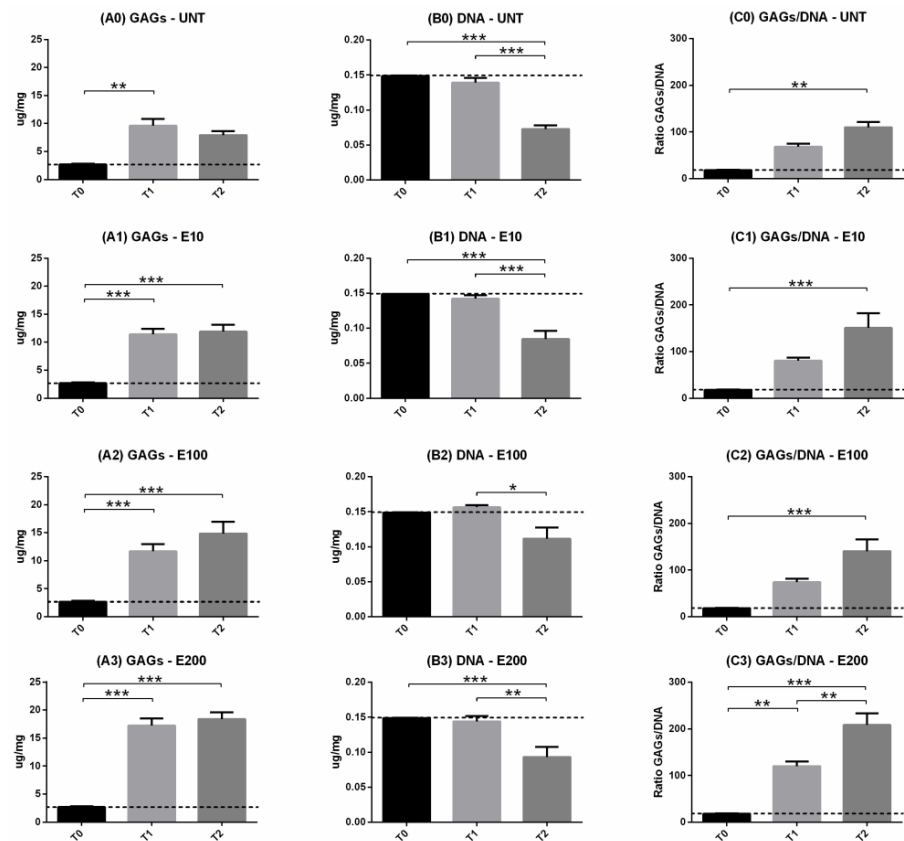 (A0) GAGs - UNT
ug/mg
25
20
15
10
5
0
**
T0
T1
T2
(B0) DNA - UNT
ug/mg
0.20
0.15
0.10
0.05
0.00
***
***
T0
T1
T2
(C0) GAGs/DNA - UNT
Ratio GAGs/DNA
300
200
100
0
**
T0
T1
T2
(A1) GAGs - E10
ug/mg
25
20
15
10
5
0
***
***
T0
T1
T2
(B1) DNA - E10
ug/mg
0.20
0.15
0.10
0.05
0.00
***
***
T0
T1
T2
(C1) GAGs/DNA - E10
Ratio GAGs/DNA
300
200
100
0
***
T0
T1
T2
(A2) GAGs - E100
ug/mg
25
20
15
10
5
0
***
***
T0
T1
T2
(B2) DNA - E100
ug/mg
0.20
0.15
0.10
0.05
0.00
*
T0
T1
T2
(C2) GAGs/DNA - E100
Ratio GAGs/DNA
300
200
100
0
***
T0
T1
T2
(A3) GAGs - E200
ug/mg
25
20
15
10
5
0
***
***
T0
T1
T2
(B3) DNA - E200
ug/mg
0.20
0.15
0.10
0.05
0.00
***
**
T0
T1
T2
(C3) GAGs/DNA - E200
Ratio GAGs/DNA
300
200
100
0
***
**
**
T0
T1
T2